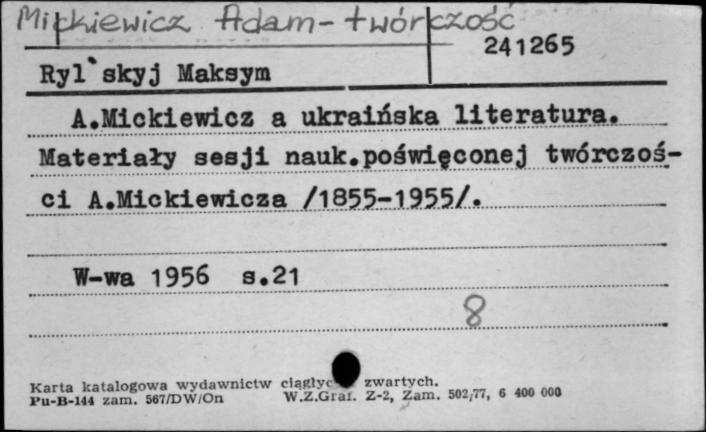 Mickiewicz Adam - twórczość
241265
Ryl`skyj Maksym
A.Mickiewicz a ukraińska literatura.
Materiały sesji nauk.poświęconej twórczoś-
ci A.Mickiewicza /1855-1955/.
W-wa 1956 s.21
8
Karta katalogowa wydawnictw zwartych.
Pu-B-144 zam. 567/DW/On W.Z.Graf. Z-2, Zam. 502/77, 6 400 000